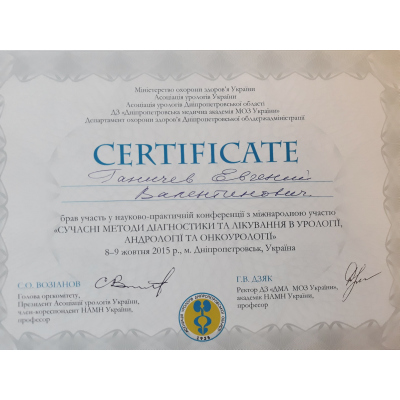 Міністерство охорони здоров'я України
Асоціація урологів України
Асоціація урологів Дніпропетровської області
ДЗ «Дніпропетровська медична академія МОЗ України»
Департамент охорони здоров'я Дніпропетровської облдержадміністрації
CERTIFICATE
Ганичев Евгений
Валентинович
брав участь у науково-практичній конференції з міжнародною участю
«СУЧАСНІ МЕТОДИ ДІАГНОСТИКИ ТА ЛІКУВАННЯ В УРОЛОГІЇ,
АНДРОЛОГІЇ ТА ОНКОУРОЛОГІЇ»
8–9 жовтня 2015 р., м. Дніпропетровськ, Україна
С.О. ВОЗІАНОВ
Голова оргкомітету,
Президент Асоціації урологів України,
член-кореспондент НАМН України,
професор
Г.В. ДЗЯК
Ректор ДЗ «ДМА МОЗ України»,
академік НАМН України,
професор